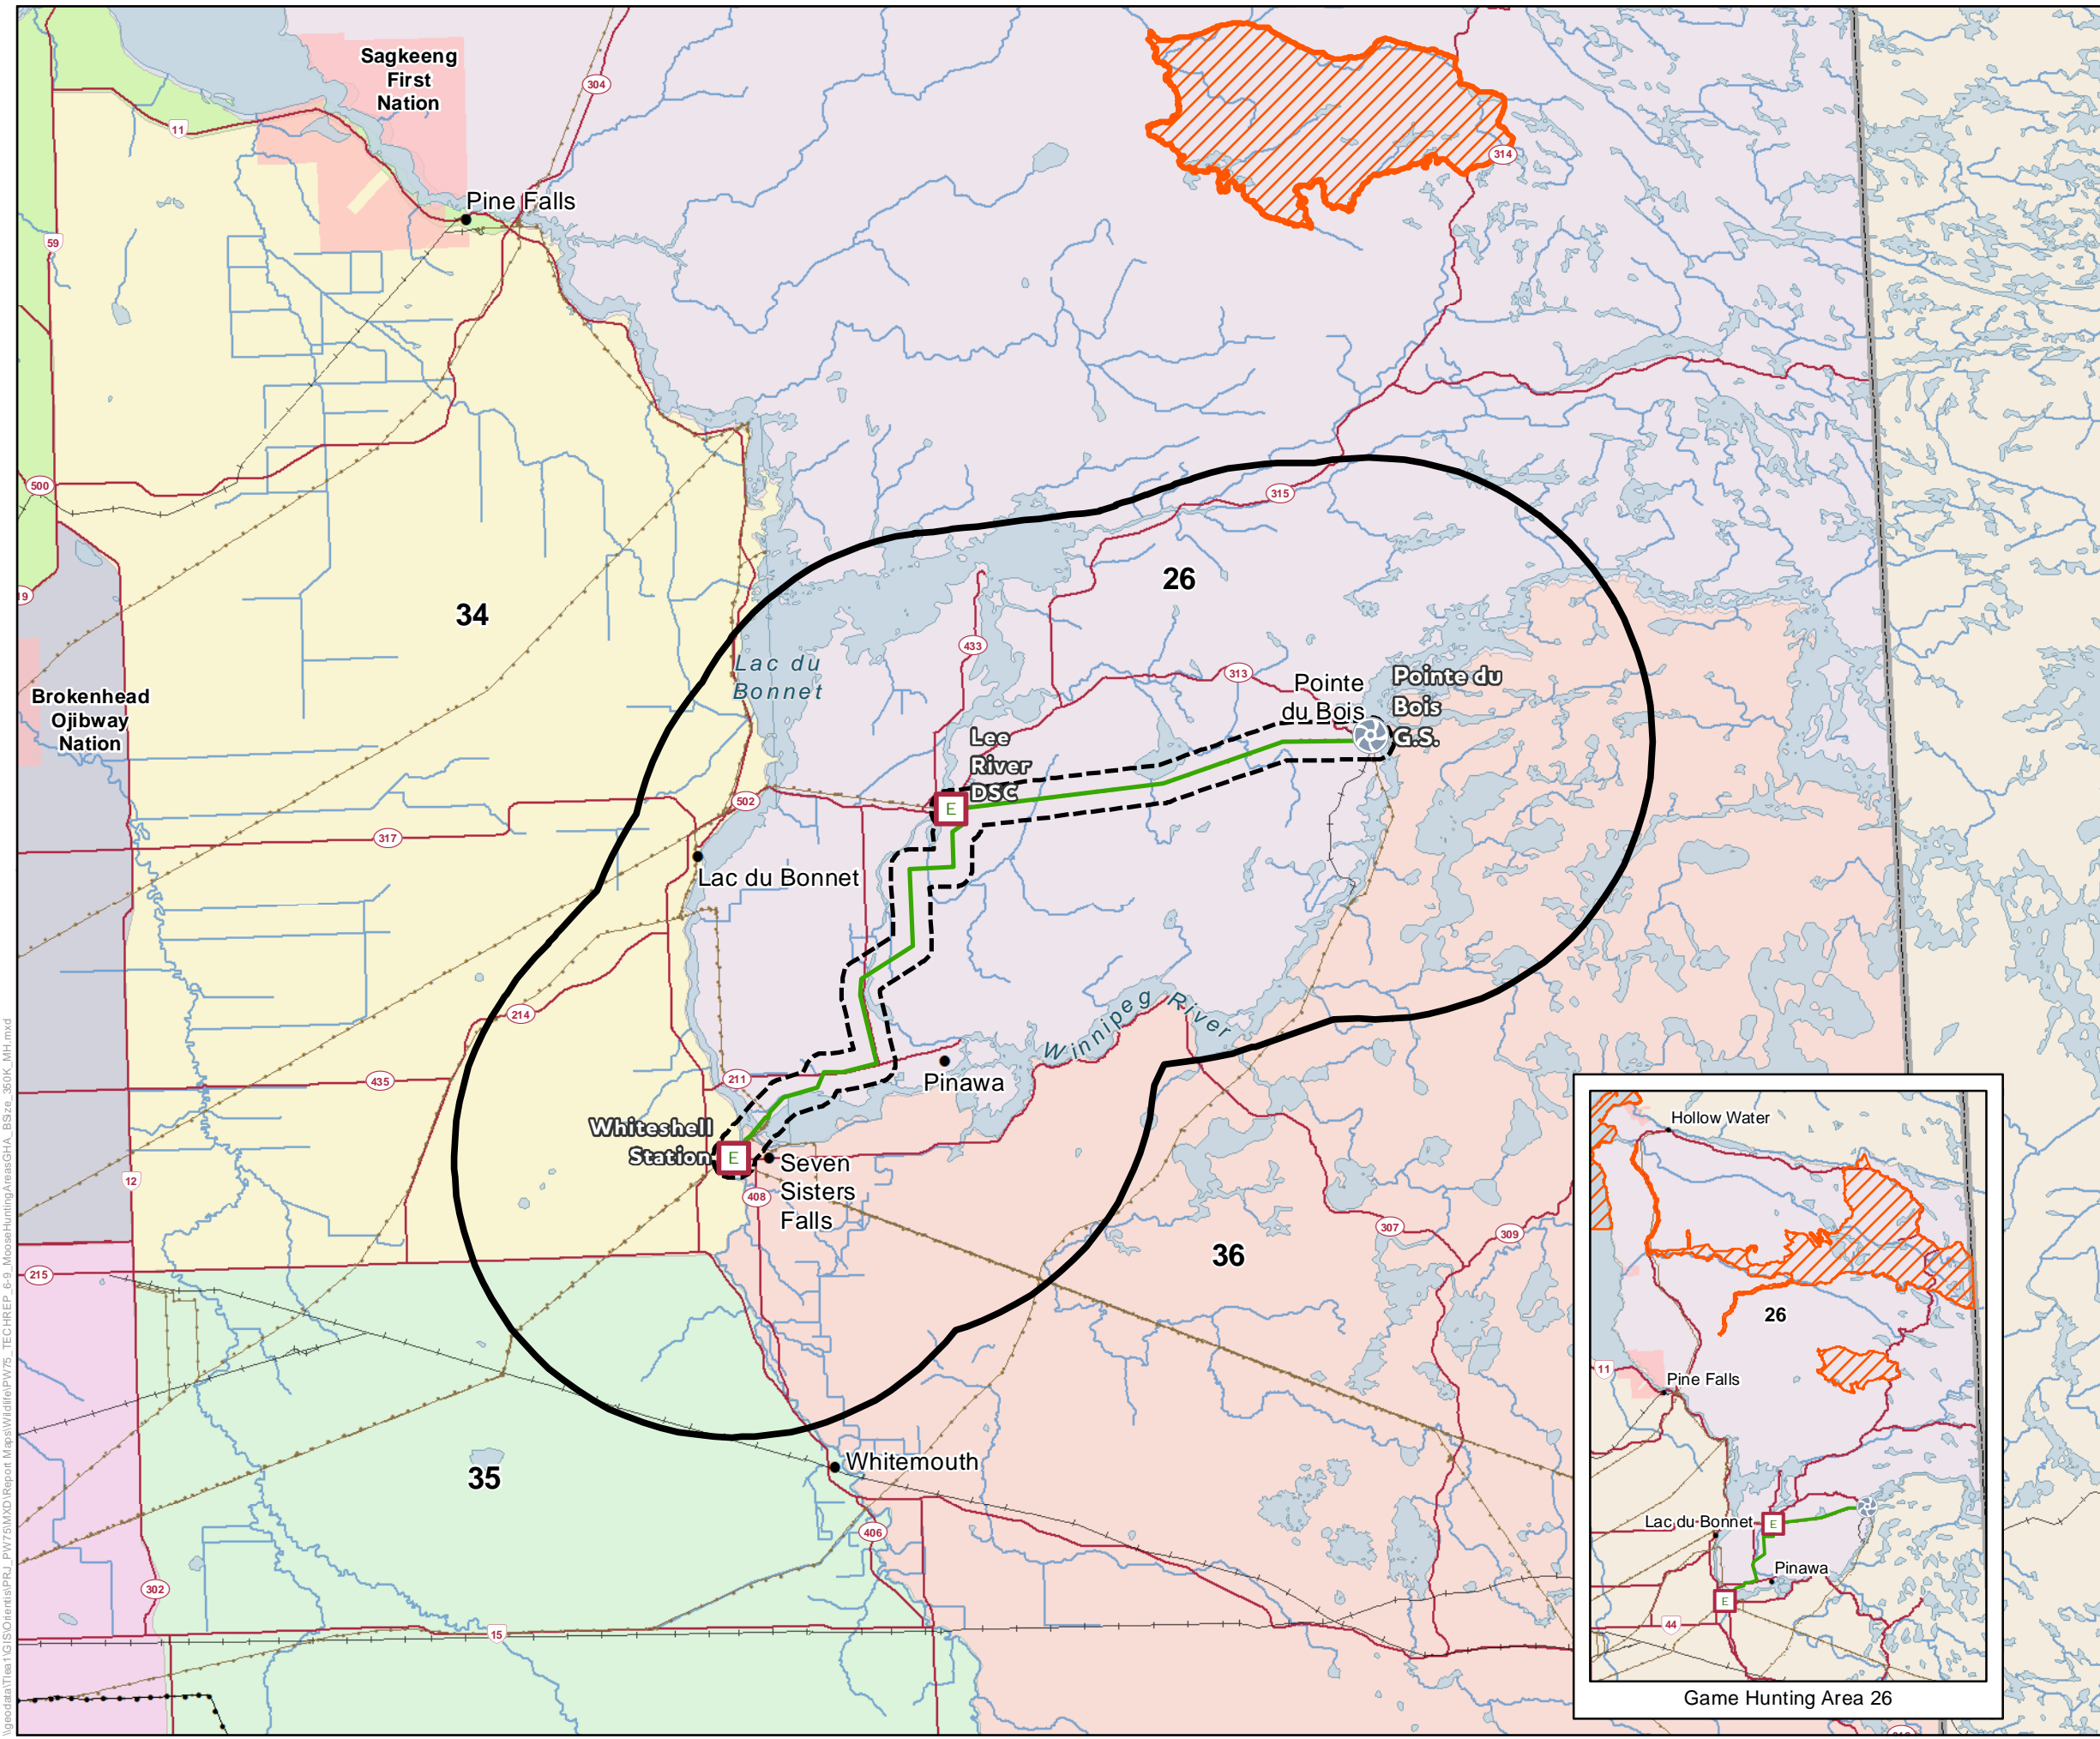 Sagkeeng
First
Nation
304
11
314
Pine Falls
59
500
315
26
34
19
433
Lac du
Bonnet
313
Pointe
du Bois
Pointe du
Bois
G.S.
Brokenhead
Ojibway
Nation
Lee
River
DSC
E
502
317
Lac du Bonnet
214
Winnipeg River
435
211
Pinawa
Whiteshell
Station
E
Seven
Sisters
Falls
12
408
307
309
36
215
35
Whitemouth
406
302
15
Hollow Water
26
11
Pine Falls
Lac du Bonnet
E
Pinawa
E
44
Game Hunting Area 26